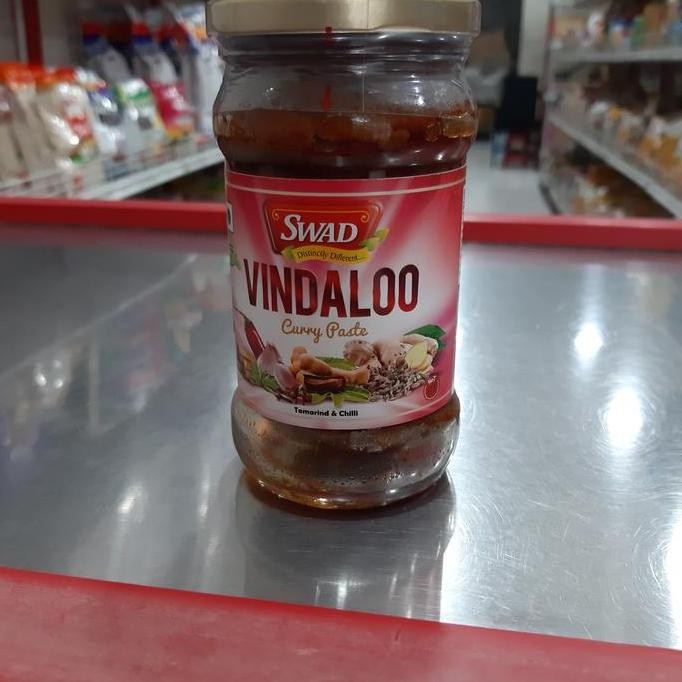 SWAD
Distinctly Different...
VINDALOO
Curry Paste
Tamarind & Chilli